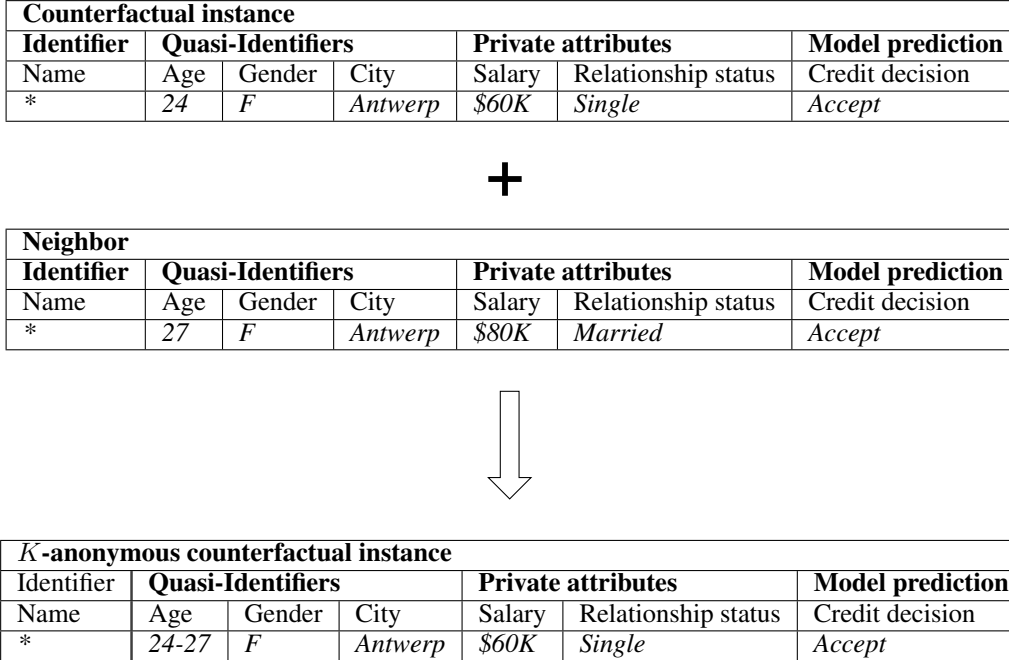 Counterfactual instance
Identifier Quasi-Identifiers Private attributes Model prediction
Name Age Gender City Salary Relationship status Credit decision
* 24 F Antwerp $60K Single Accept
+
Neighbor
Identifier Quasi-Identifiers Private attributes Model prediction
Name Age Gender City Salary Relationship status Credit decision
* 27 F Antwerp $80K Married Accept
K-anonymous counterfactual instance
Identifier Quasi-Identifiers Private attributes Model prediction
Name Age Gender City Salary Relationship status Credit decision
* 24-27 F Antwerp $60K Single Accept